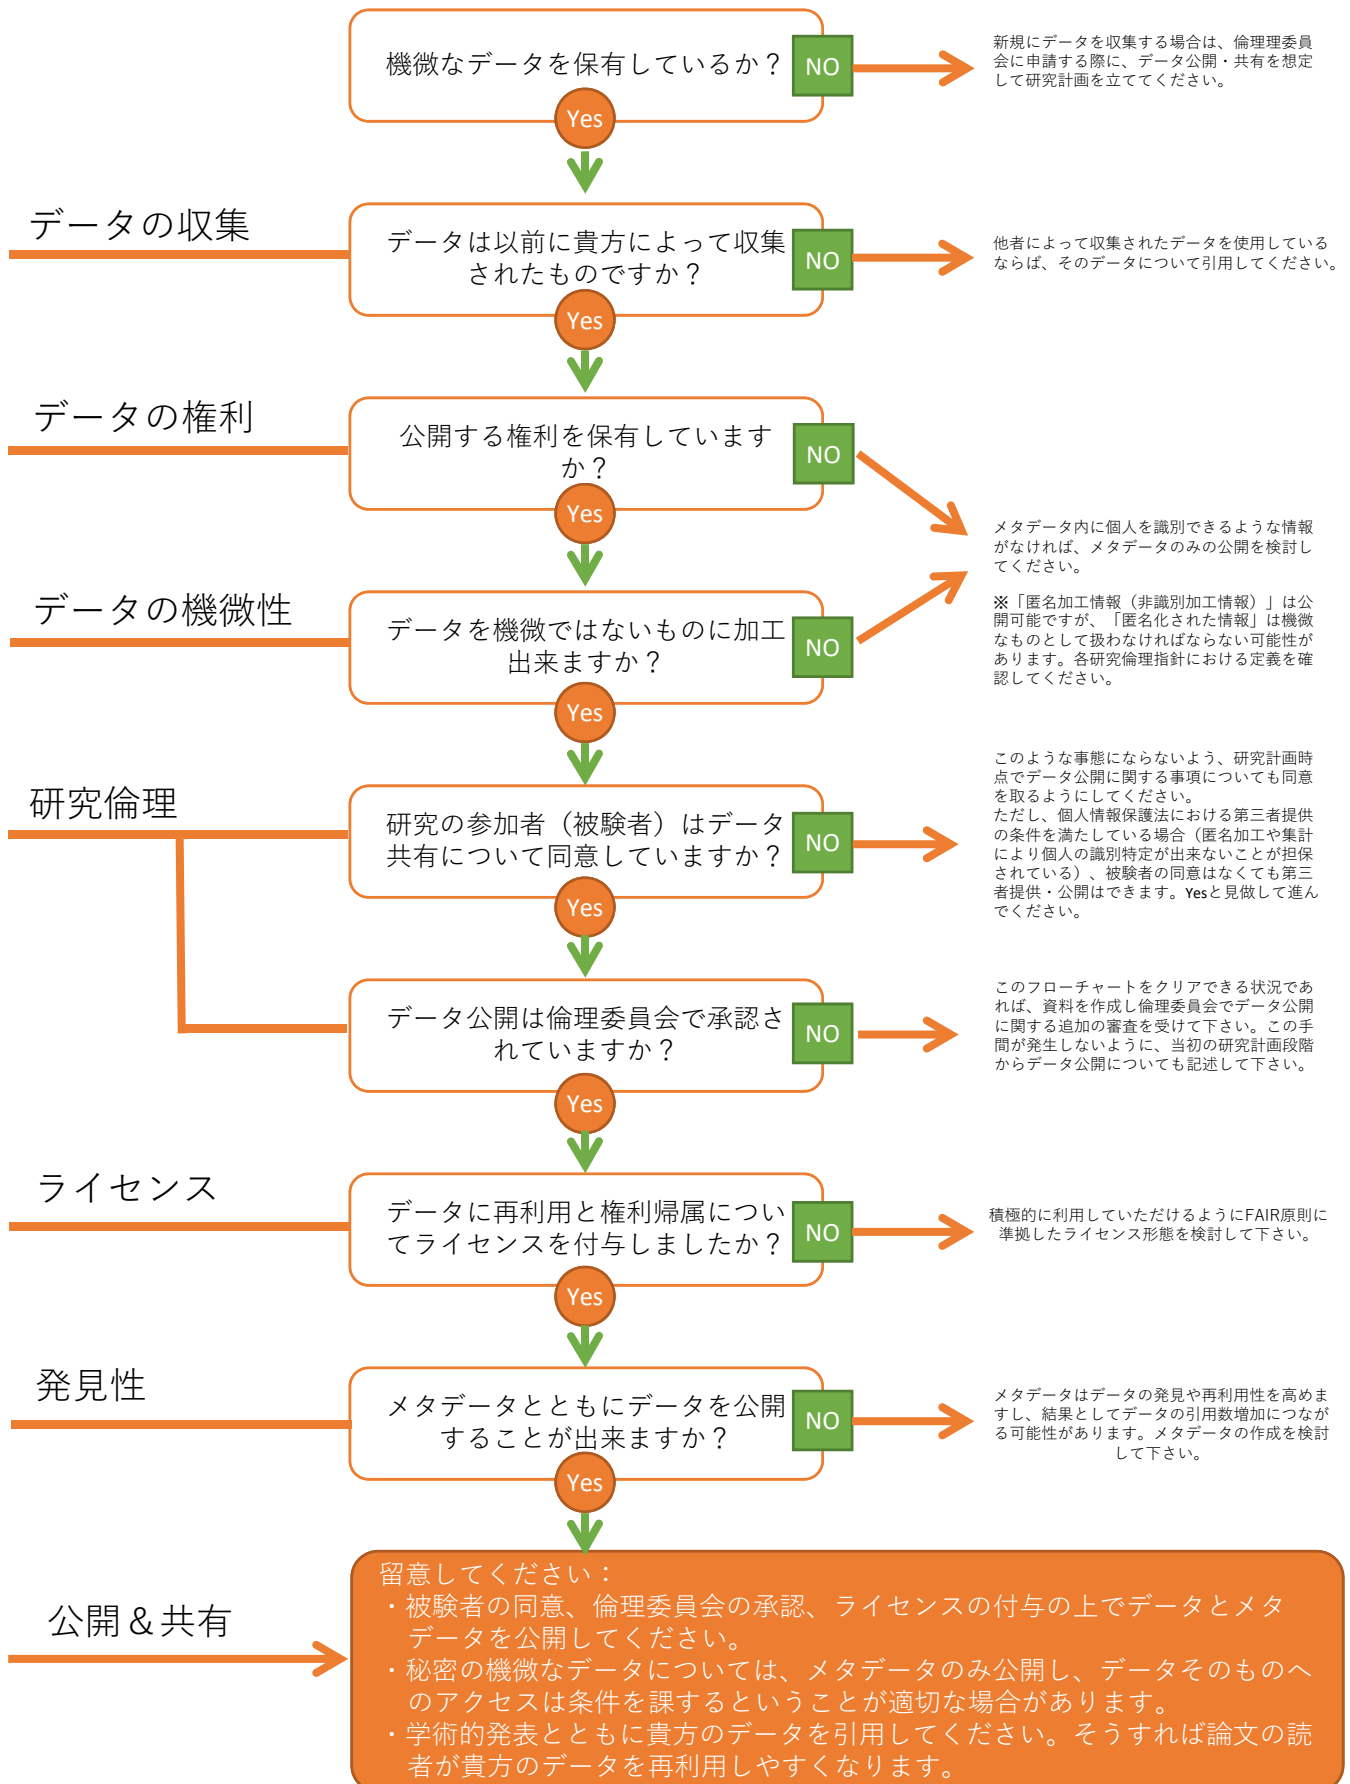 機微なデータを保有しているか？
NO
新規にデータを収集する場合は、倫理理委員
会に申請する際に、データ公開・共有を想定
して研究計画を立ててください。
Yes
データの収集
データは以前に貴方によって収集
されたものですか？
NO
他者によって収集されたデータを使用している
ならば、そのデータについて引用してください。
Yes
データの権利
公開する権利を保有しています
か？
NO
Yes
メタデータ内に個人を識別できるような情報
がなければ、メタデータのみの公開を検討し
てください。
※「匿名加工情報（非識別加工情報）」は公
開可能ですが、「匿名化された情報」は機微
なものとして扱わなければならない可能性が
あります。各研究倫理指針における定義を確
認してください。
データの機微性
データを機微ではないものに加工
出来ますか？
NO
Yes
研究倫理
研究の参加者（被験者）はデータ
共有について同意していますか？
NO
このような事態にならないよう、研究計画時
点でデータ公開に関する事項についても同意
を取るようにしてください。
ただし、個人情報保護法における第三者提供
の条件を満たしている場合（匿名加工や集計
により個人の識別特定が出来ないことが担保
されている）、被験者の同意はなくても第三
者提供・公開はできます。Yesと見做して進ん
でください。
Yes
データ公開は倫理委員会で承認さ
れていますか？
NO
このフローチャートをクリアできる状況であ
れば、資料を作成し倫理委員会でデータ公開
に関する追加の審査を受けて下さい。この手
間が発生しないように、当初の研究計画段階
からデータ公開についても記述して下さい。
Yes
ライセンス
データに再利用と権利帰属につい
てライセンスを付与しましたか？
NO
積極的に利用していただけるようにFAIR原則に
準拠したライセンス形態を検討して下さい。
Yes
発見性
メタデータとともにデータを公開
することが出来ますか？
NO
メタデータはデータの発見や再利用性を高めま
すし、結果としてデータの引用数増加につなが
る可能性があります。メタデータの作成を検討
して下さい。
Yes
公開＆共有
留意してください：
・被験者の同意、倫理委員会の承認、ライセンスの付与の上でデータとメタ
データを公開してください。
・秘密の機微なデータについては、メタデータのみ公開し、データそのものへ
のアクセスは条件を課するということが適切な場合があります。
・学術的発表とともに貴方のデータを引用してください。そうすれば論文の読
者が貴方のデータを再利用しやすくなります。